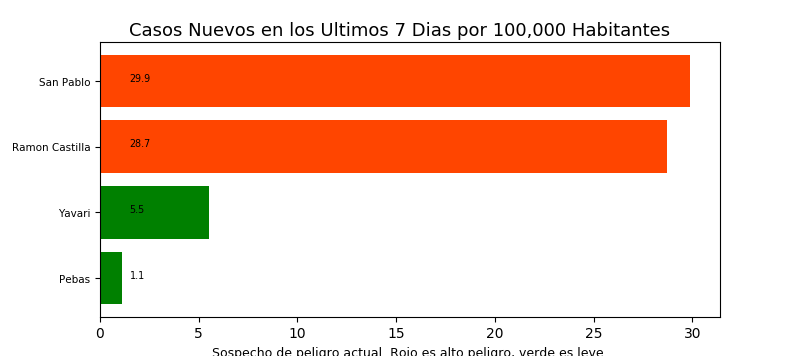 Casos Nuevos en los Ultimos 7 Dias por 100,000 Habitantes
San Pablo 29.9
Ramon Castilla 28.7
Yavari 5.5
Pebas 1.1
0 5 10 15 20 25 30
Sospecho de peligro actual. Rojo es alto peligro, verde es leve